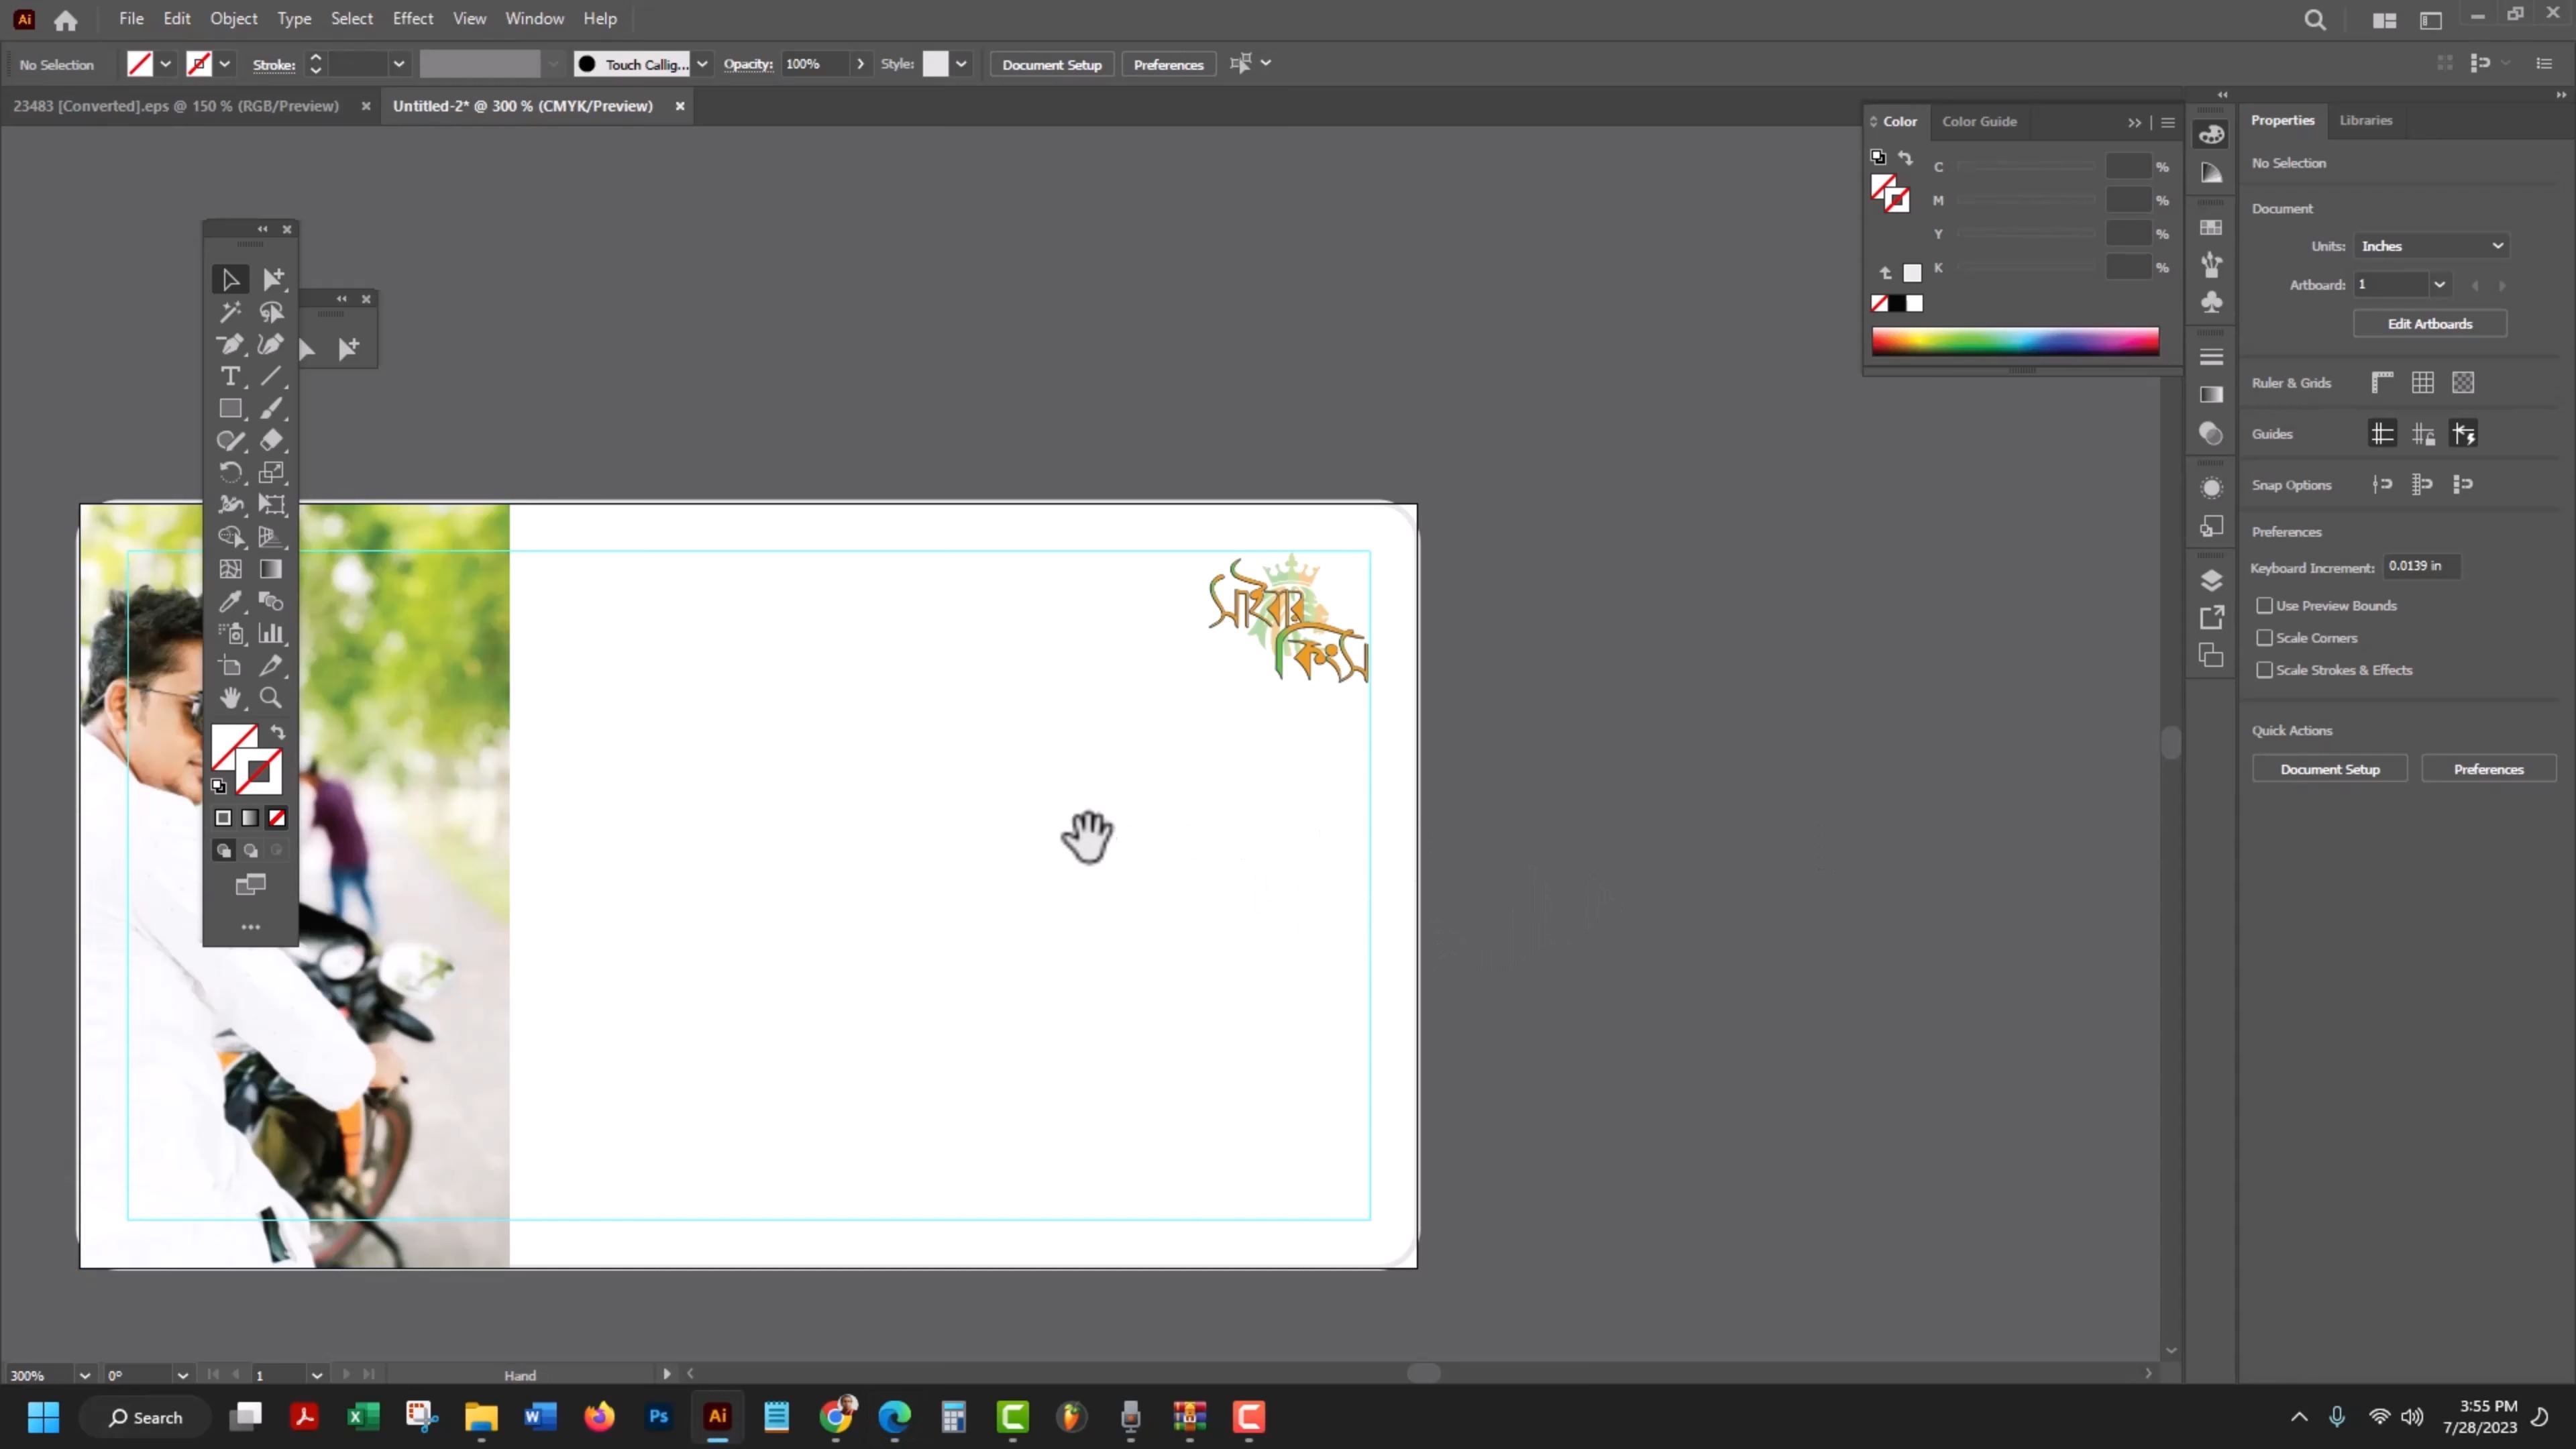 File Edit Object Type Select Effect View Window Help
No Selection Stroke: Touch Callig... Opacity: 100% Style: Document Setup Preferences
23483 [Converted].eps @ 150 % (RGB/Preview) Untitled-2* @ 300 % (CMYK/Preview)
Color Color Guide
C %
M %
Y %
K %
Properties Libraries
No Selection
Document
Units: Inches
Artboard: 1
Edit Artboards
Ruler & Grids
Guides
Snap Options
Preferences
Keyboard Increment: 0.0139 in
Use Preview Bounds
Scale Corners
Scale Strokes & Effects
Quick Actions
Document Setup Preferences
সাইবার
কিংস
300% 0° 1 Hand
Search
3:55 PM
7/28/2023